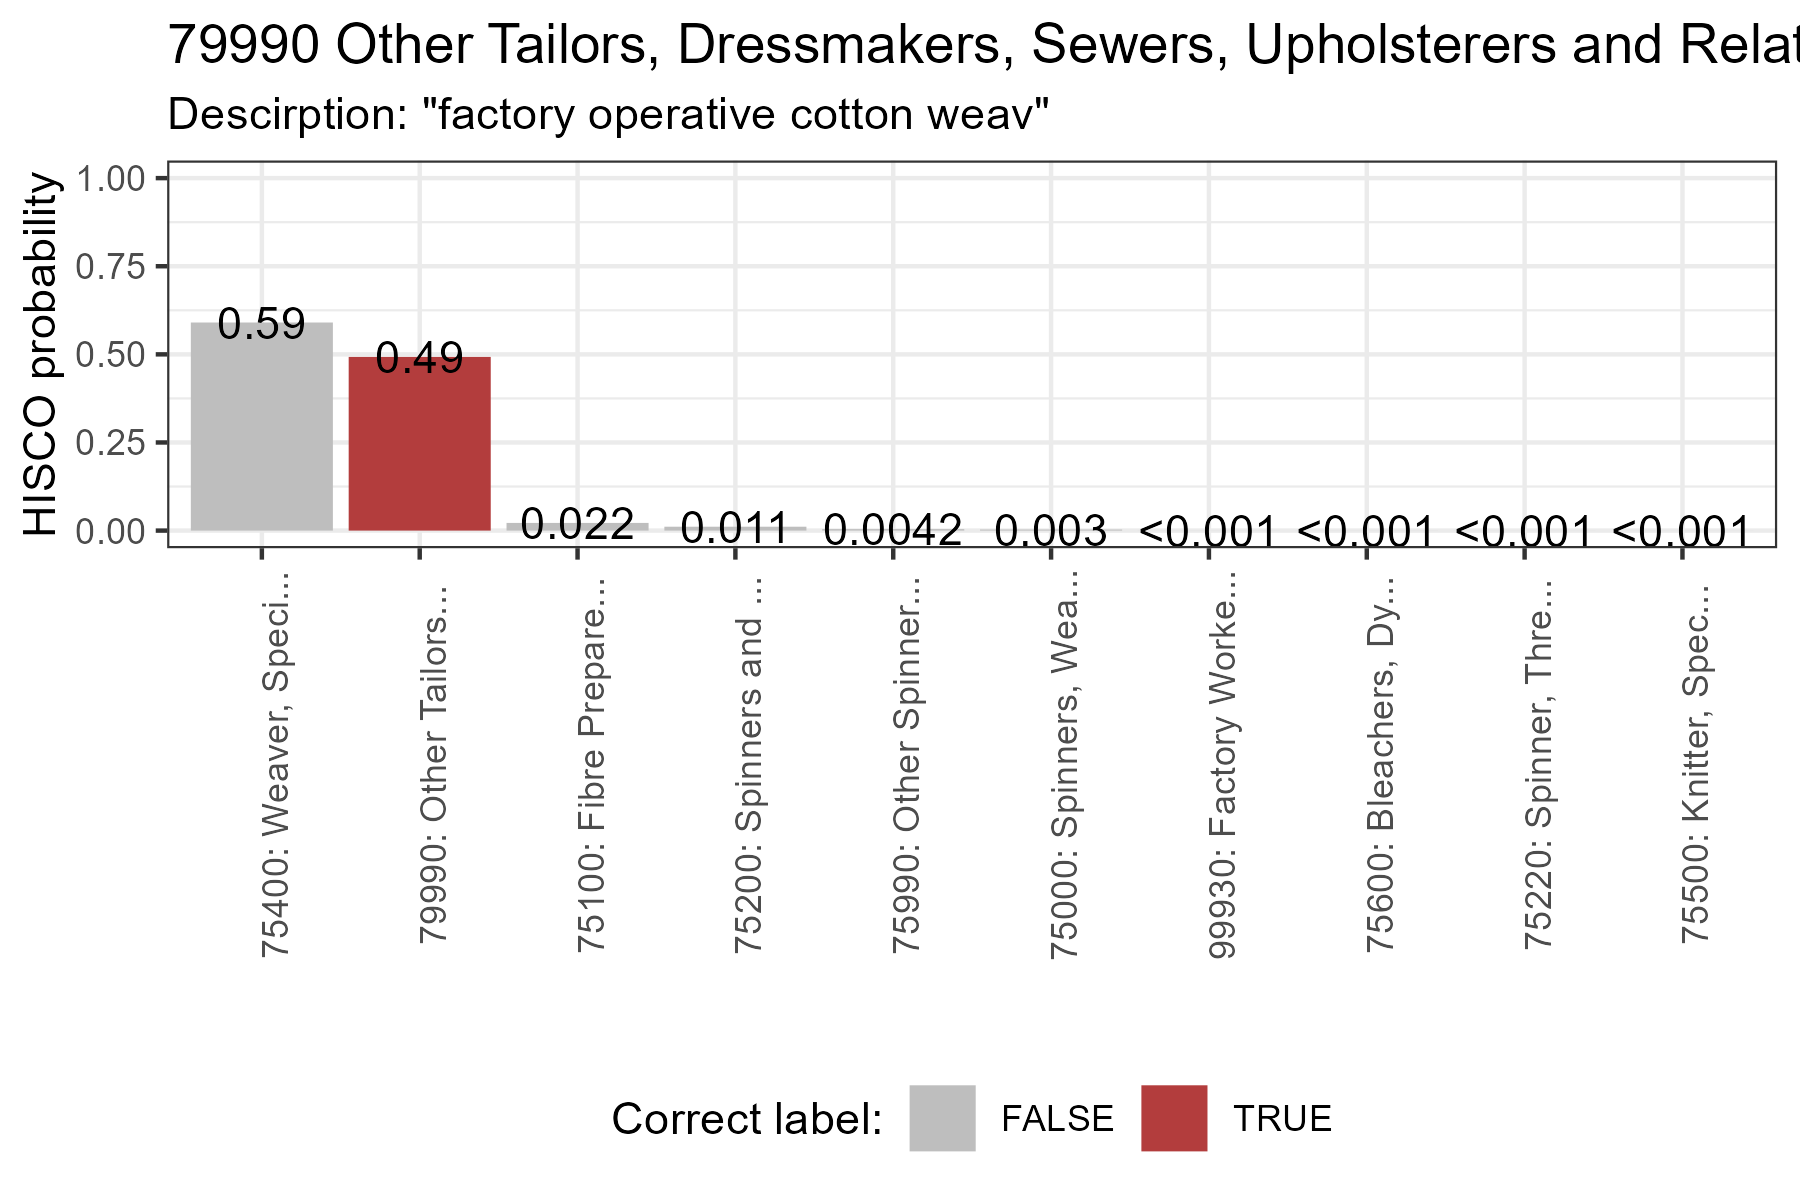 79990 Other Tailors, Dressmakers, Sewers, Upholsterers and Relat
Descirption: "factory operative cotton weav"
HISCO probability
1.00
0.75
0.50
0.25
0.00
0.59
0.49
0.022
0.011
0.0042
0.003
<0.001
<0.001
<0.001
<0.001
75400: Weaver, Speci...
79990: Other Tailors...
75100: Fibre Prepare...
75200: Spinners and ...
75990: Other Spinner...
75000: Spinners, Wea...
99930: Factory Worke...
75600: Bleachers, Dy...
75220: Spinner, Thre...
75500: Knitter, Spec...
Correct label: FALSE TRUE